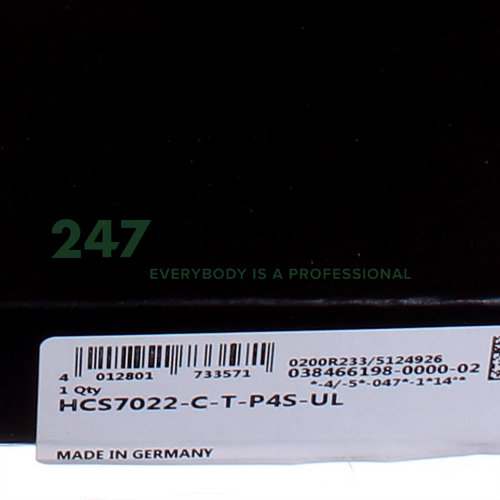 247
EVERYBODY IS A PROFESSIONAL
4 012801 733571
0200R233/5124926
038466198-0000-02
*-4/-5*-047*-1*14**
1 Qty
HCS7022-C-T-P4S-UL
MADE IN GERMANY